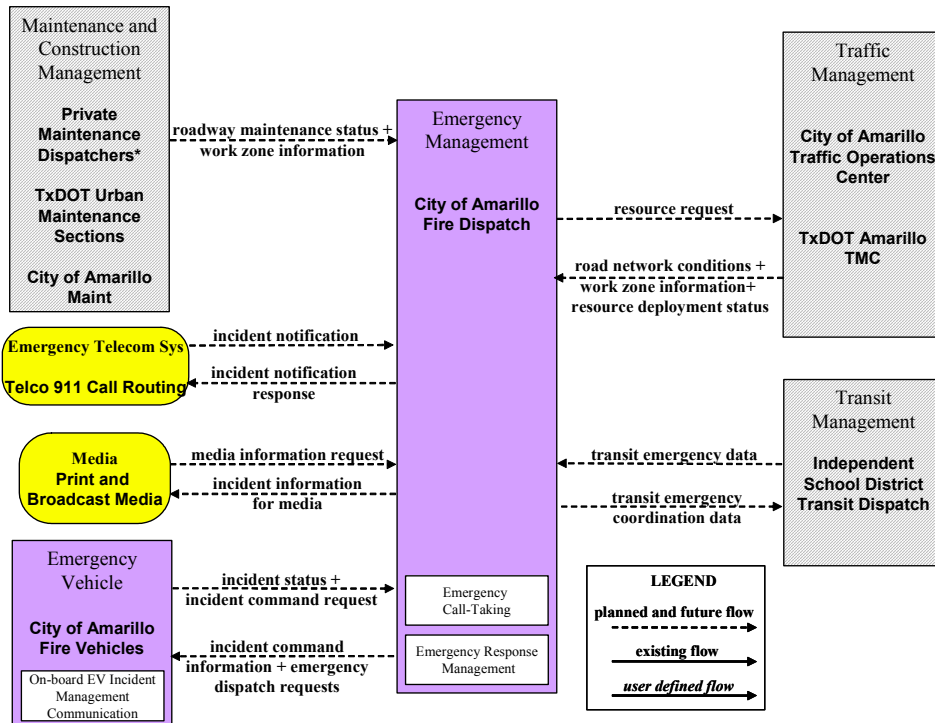 Maintenance and
Construction
Management
Private
Maintenance
Dispatchers*
TxDOT Urban
Maintenance
Sections
City of Amarillo
Maint
roadway maintenance status +
work zone information
Emergency
Management
City of Amarillo
Fire Dispatch
Traffic
Management
City of Amarillo
Traffic Operations
Center
TxDOT Amarillo
TMC
resource request
road network conditions +
work zone information+
resource deployment status
Emergency Telecom Sys
Telco 911 Call Routing
incident notification
incident notification
response
Media
Print and
Broadcast Media
media information request
incident information
for media
Transit
Management
Independent
School District
Transit Dispatch
transit emergency data
transit emergency
coordination data
Emergency
Vehicle
City of Amarillo
Fire Vehicles
On-board EV Incident
Management
Communication
incident status +
incident command request
incident command
information + emergency
dispatch requests
Emergency
Call-Taking
Emergency Response
Management
LEGEND
planned and future flow
existing flow
user defined flow